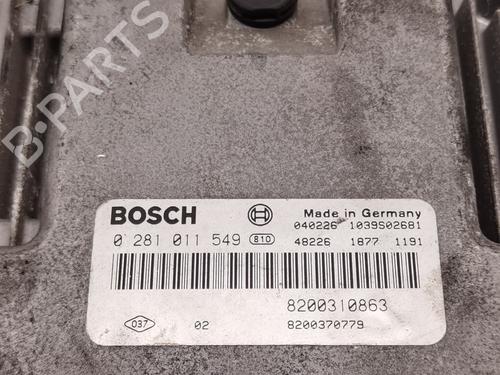 B-PARTS
BOSCH
Made in Germany
040226 1039S02681
0 281 011 549 810
48226 1877 1191
8200310863
037 02 8200370779